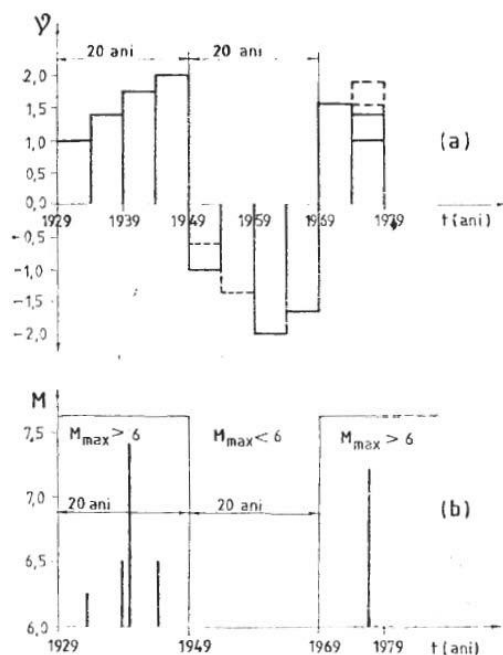 𝒱
20 ani 20 ani
2,0
1,5
1,0
0,5
0,0
(a)
1929 1939 1949 1959 1969 1979 t(ani)
-0,5
-1,0
-1,5
-2,0
M
7,5
M max > 6 M max < 6 M max > 6
7,0
20 ani 20 ani
(b)
6,5
6,0
1929 1949 1969 1979 t(ani)